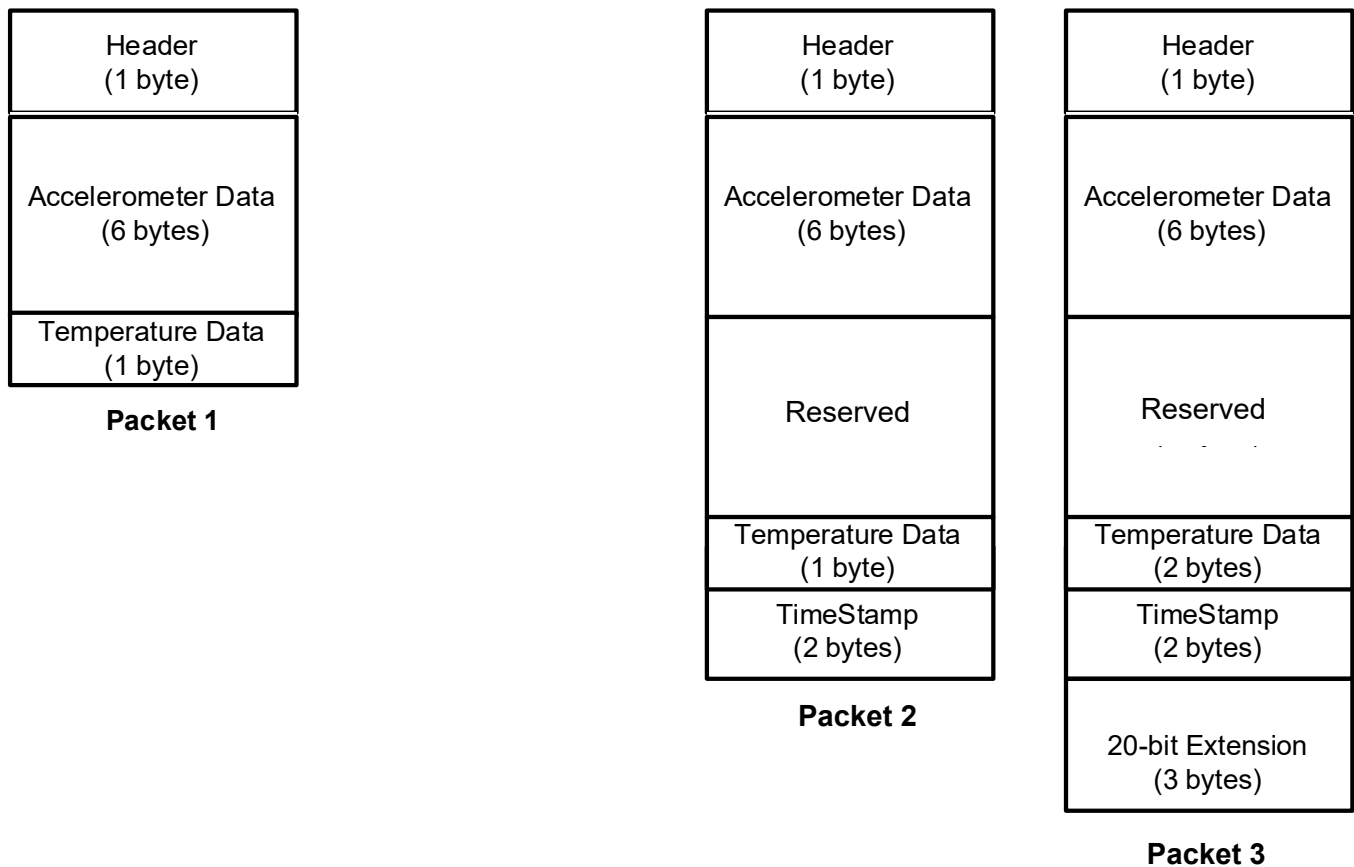 Header
(1 byte)
Accelerometer Data
(6 bytes)
Temperature Data
(1 byte)
Packet 1
Header
(1 byte)
Accelerometer Data
(6 bytes)
Reserved
Temperature Data
(1 byte)
TimeStamp
(2 bytes)
Packet 2
Header
(1 byte)
Accelerometer Data
(6 bytes)
Reserved
Temperature Data
(2 bytes)
TimeStamp
(2 bytes)
20-bit Extension
(3 bytes)
Packet 3